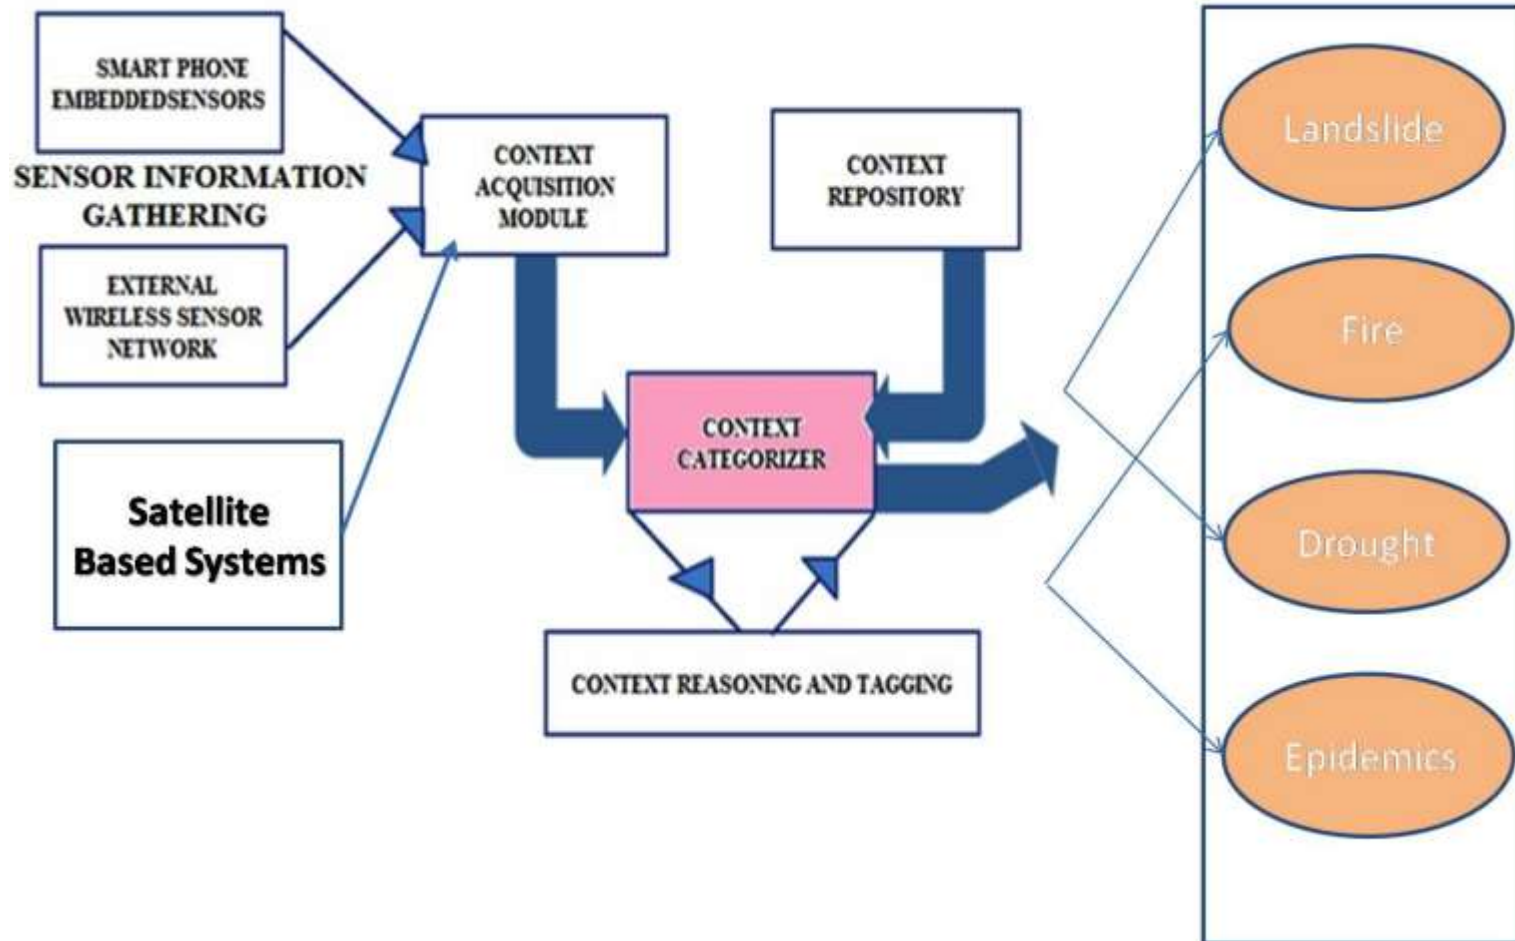 SMART PHONE
EMBEDDEDSENSORS
SENSOR INFORMATION
GATHERING
EXTERNAL
WIRELESS SENSOR
NETWORK
Satellite
Based Systems
CONTEXT
ACQUISITION
MODULE
CONTEXT
REPOSITORY
CONTEXT
CATEGORIZER
CONTEXT REASONING AND TAGGING
Landslide
Fire
Drought
Epidemics